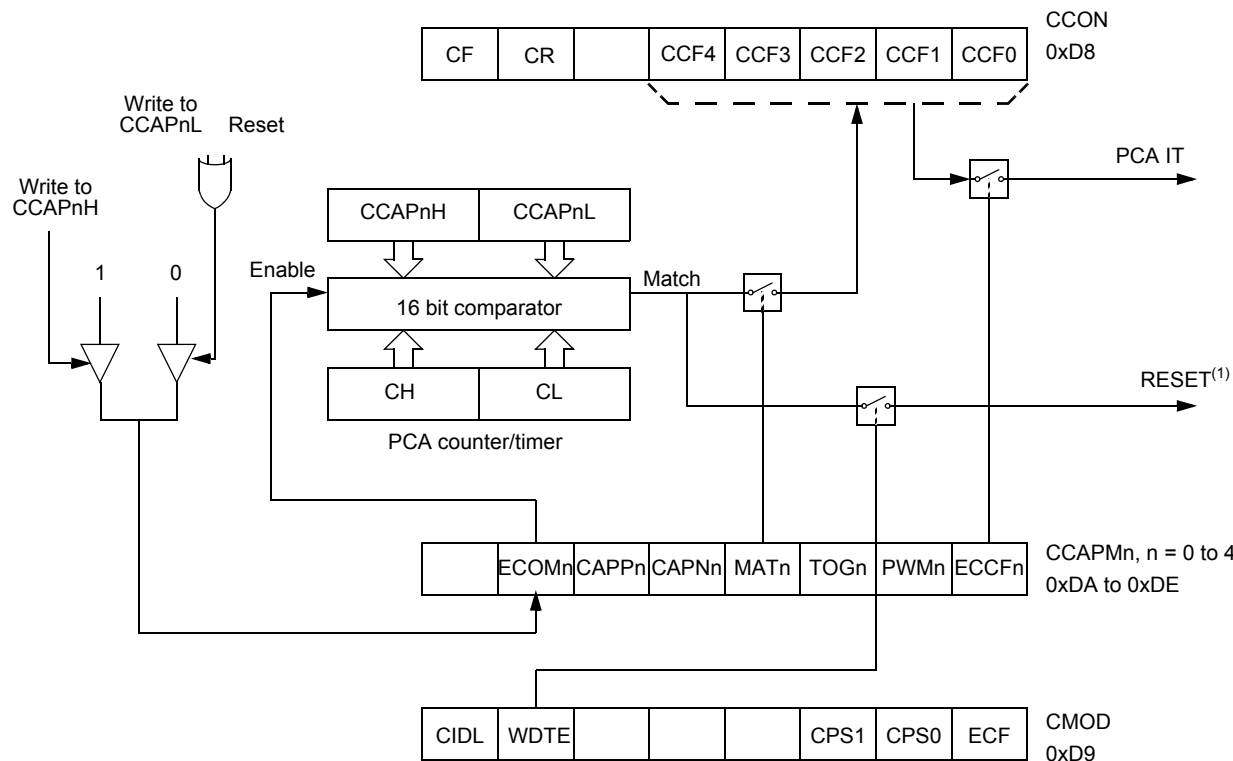 CCON
0xD8
CF CR CCF4 CCF3 CCF2 CCF1 CCF0
Write to
CCAPnL Reset
Write to
CCAPnH
PCA IT
CCAPnH CCAPnL
1 0
Enable
Match
16 bit comparator
CH CL
RESET(1)
PCA counter/timer
ECOMn CAPPn CAPNn MATn TOGn PWMn ECCFn
CCAPMn, n = 0 to 4
0xDA to 0xDE
CIDL WDTE CPS1 CPS0 ECF
CMOD
0xD9